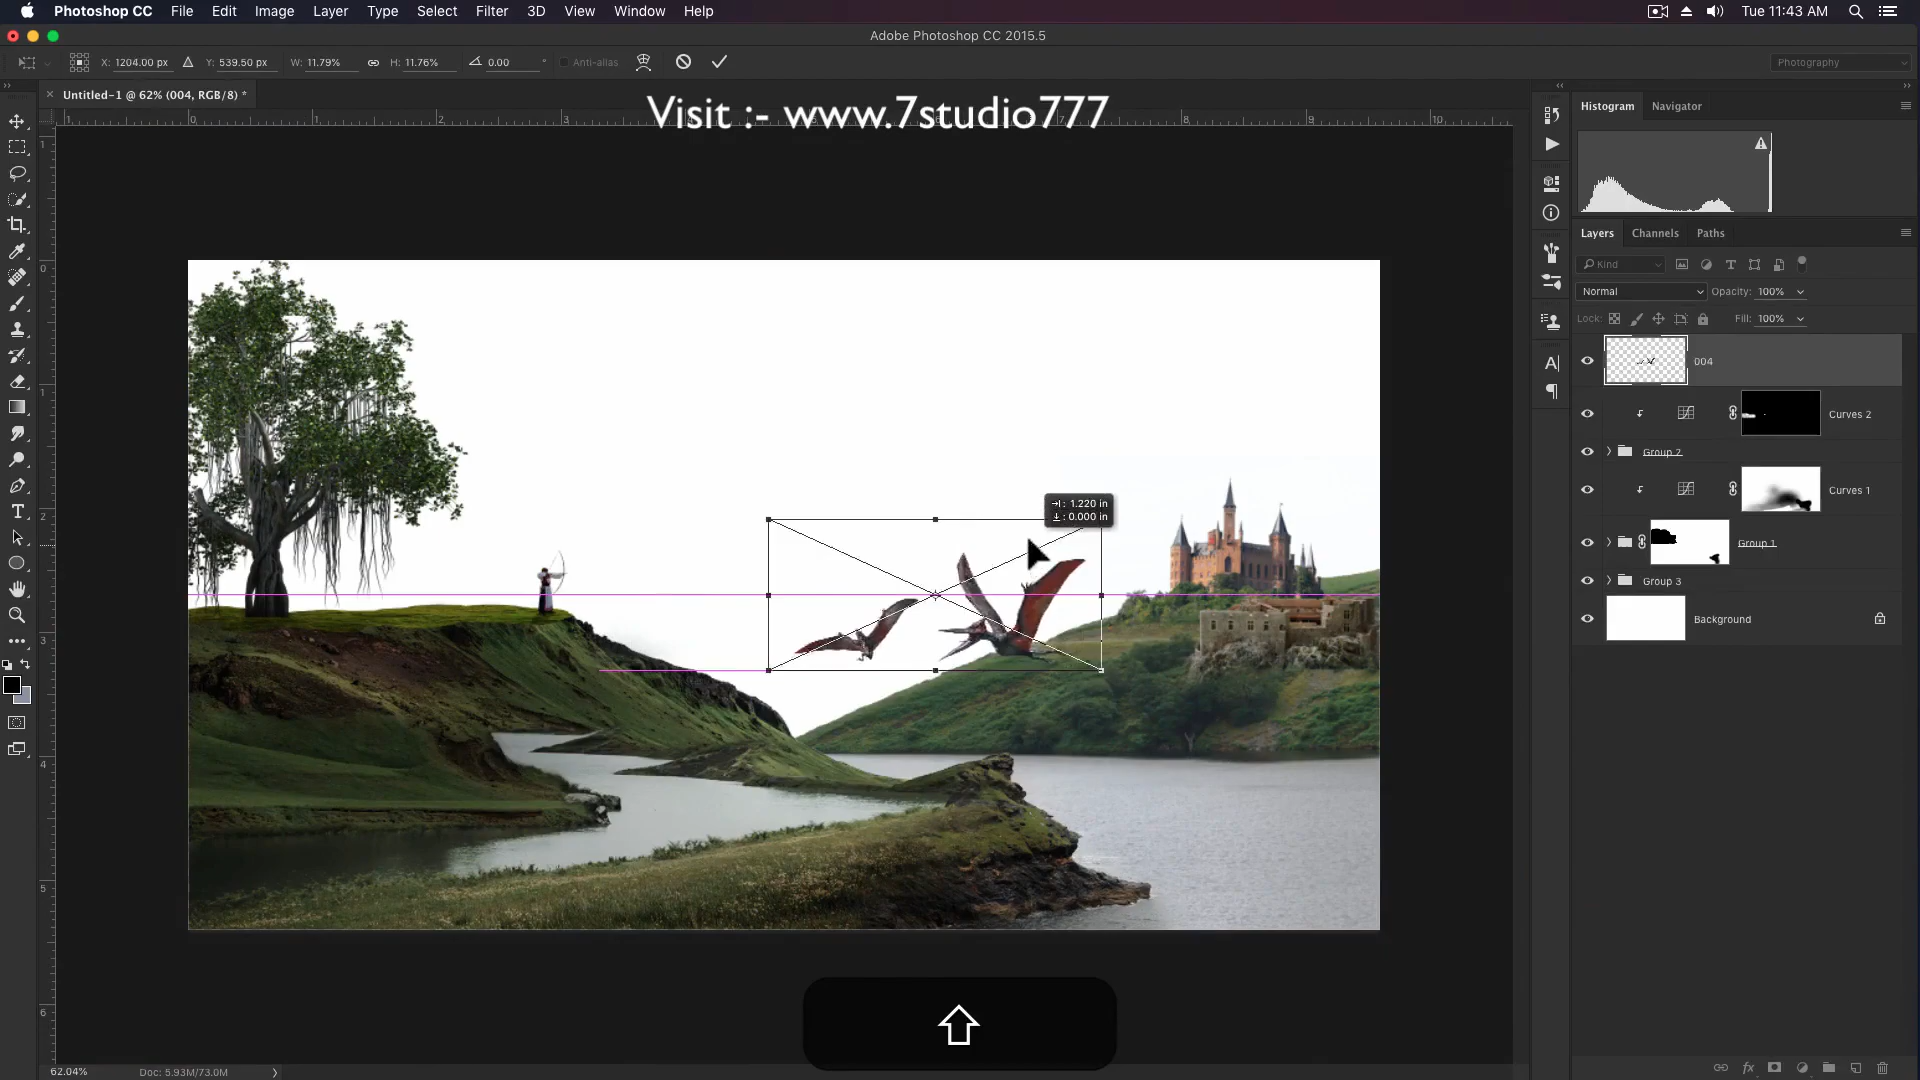 Photoshop CC File Edit Image Layer Type Select Filter 3D View Window Help Tue 11:43 AM
Adobe Photoshop CC 2015.5
X: 1204.00 px Y: 539.50 px W: 11.79% H: 11.76% 0.00 ° Anti-alias Photography
Untitled-1 @ 62% (004, RGB/8) *
Visit :- www.7studio777
Histogram Navigator
Layers Channels Paths
Kind
Normal Opacity: 100%
Lock: Fill: 100%
004
Curves 2
Group 2
Curves 1
Group 1
Group 3
Background
: 1.220 in
: 0.000 in
62.04% Doc: 5.93M/73.0M